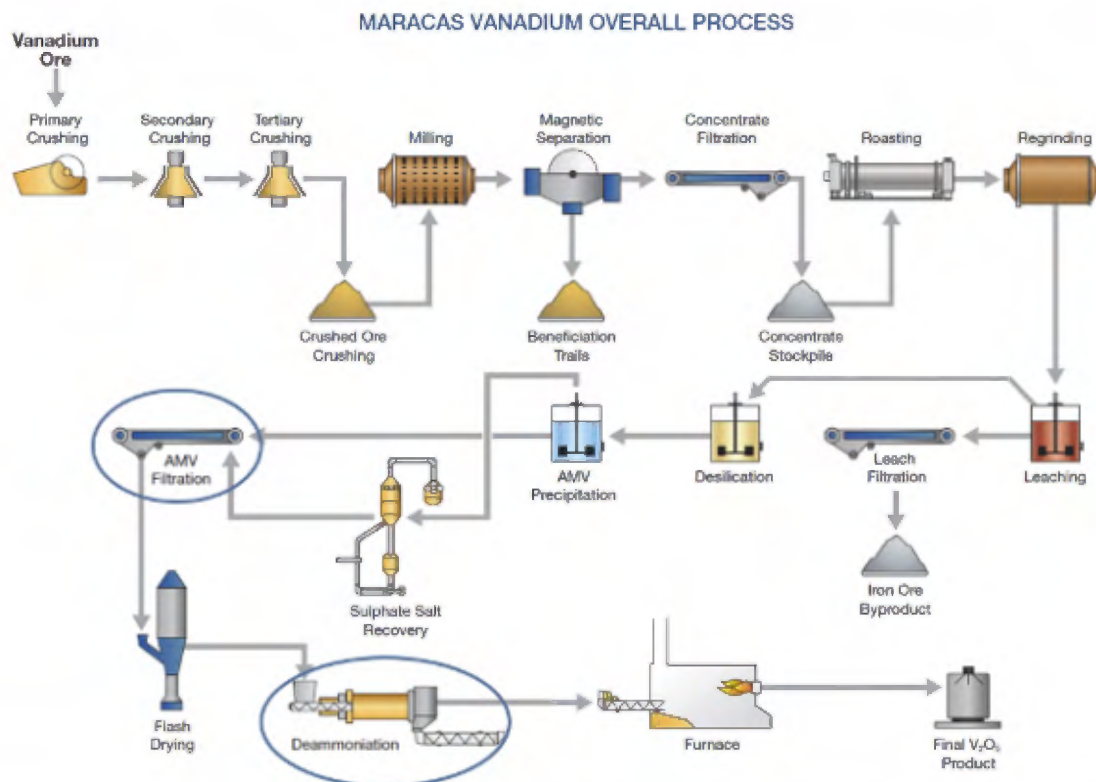 MARACAS VANADIUM OVERALL PROCESS
Vanadium
Ore
Primary
Crushing
Secondary
Crushing
Tertiary
Crushing
Milling
Magnetic
Separation
Concentrate
Filtration
Roasting
Regrinding
Crushed Ore
Crushing
Beneficiation
Trails
Concentrate
Stockpile
AMV
Filtration
AMV
Precipitation
Desilication
Leach
Filtration
Leaching
Sulphate Salt
Recovery
Iron Ore
Byproduct
Flash
Drying
Deammoniation
Furnace
Final V₂O₅
Product